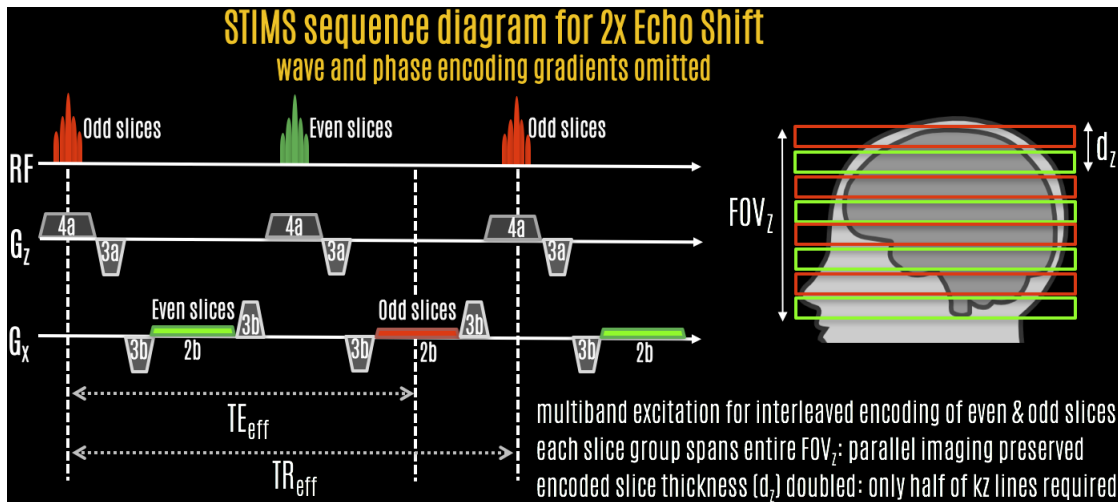 STIMS sequence diagram for 2x Echo Shift
wave and phase encoding gradients omitted
Odd slices
Even slices
Odd slices
RF
4a
4a
4a
Gz
3a
3a
3a
Even slices
Odd slices
3b
3b
Gx
3b
2b
3b
2b
3b
2b
TEeff
TReff
FOVz
dz
multiband excitation for interleaved encoding of even & odd slices
each slice group spans entire FOVz: parallel imaging preserved
encoded slice thickness (dz) doubled: only half of kz lines required